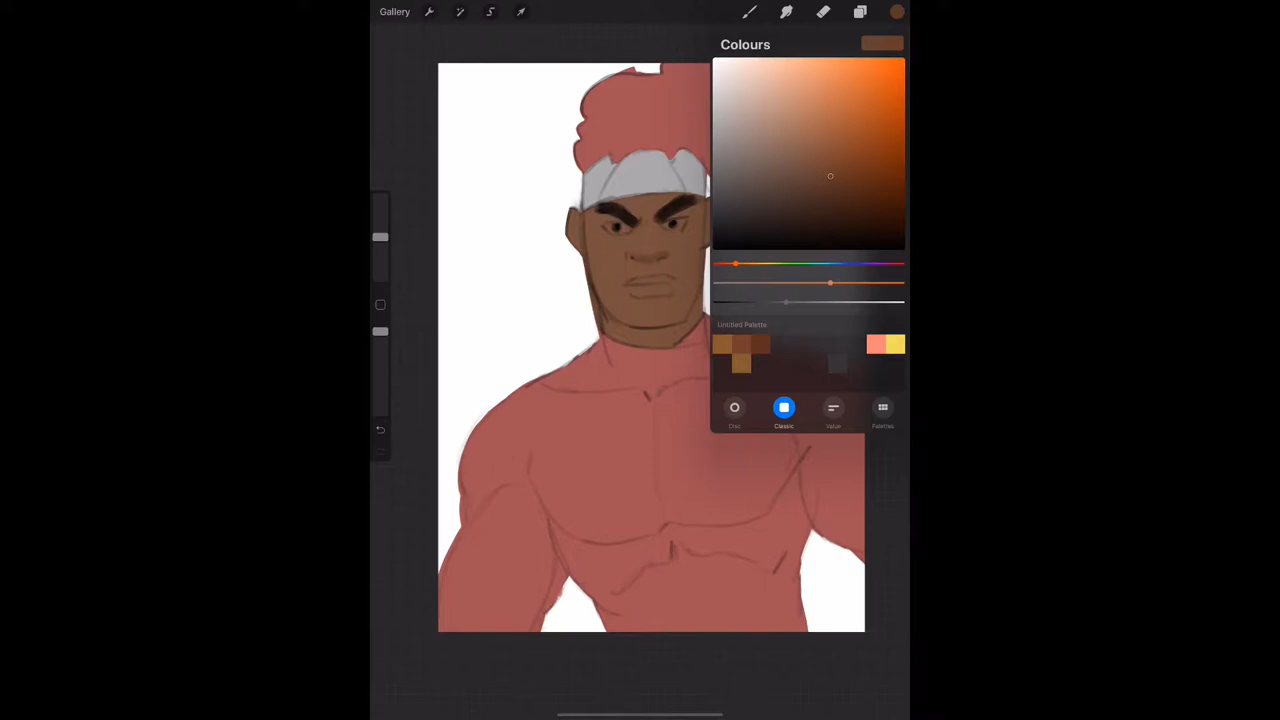 Gallery
Colours
Untitled Palette
Disc
Classic
Value
Palettes